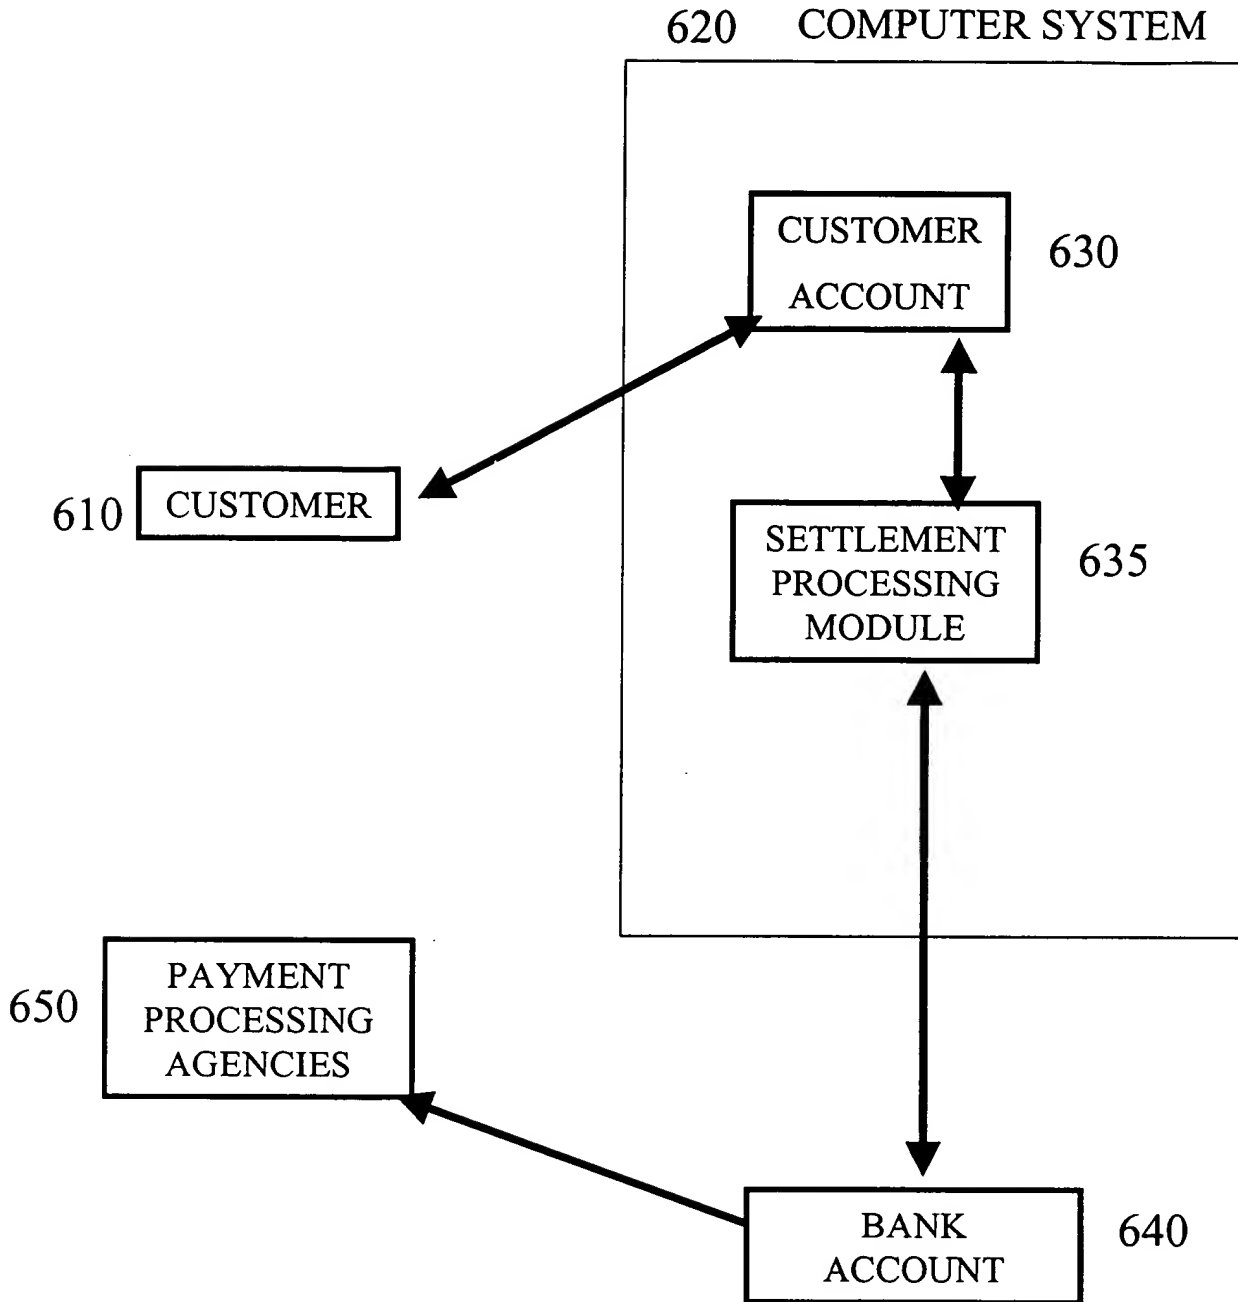 620 COMPUTER SYSTEM
CUSTOMER
ACCOUNT
630
610
CUSTOMER
SETTLEMENT
PROCESSING
MODULE
635
650
PAYMENT
PROCESSING
AGENCIES
BANK
ACCOUNT
640